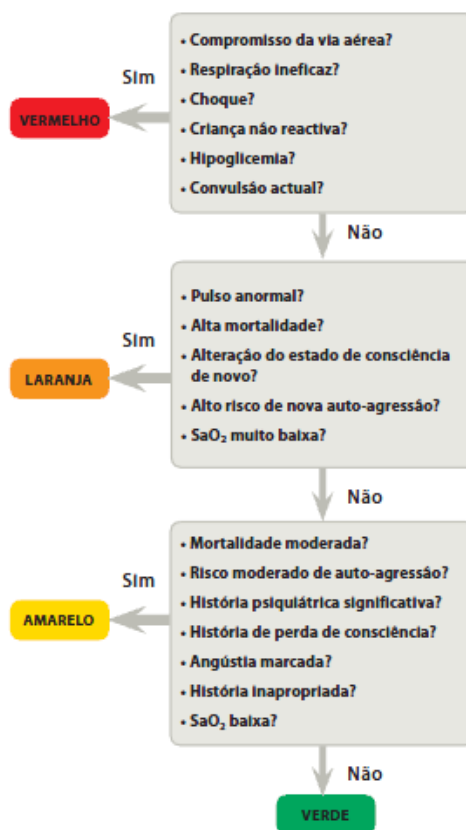 • Compromisso da via aérea?
• Respiração ineficaz?
• Choque?
• Criança não reactiva?
• Hipoglicemia?
• Convulsão actual?
Sim
VERMELHO
Não
• Pulso anormal?
• Alta mortalidade?
• Alteração do estado de consciência
de novo?
• Alto risco de nova auto-agressão?
• SaO₂ muito baixa?
Sim
LARANJA
Não
• Mortalidade moderada?
• Risco moderado de auto-agressão?
• História psiquiátrica significativa?
• História de perda de consciência?
• Angústia marcada?
• História inapropriada?
• SaO₂ baixa?
Sim
AMARELO
Não
VERDE